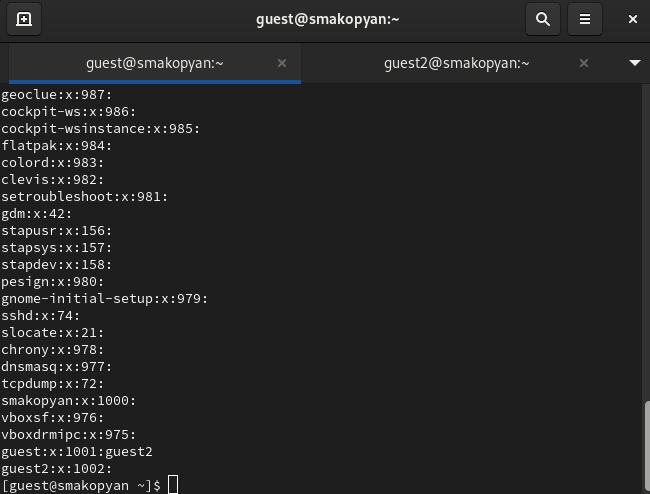 guest@smakopyan:~
guest@smakopyan:~
guest2@smakopyan:~
geoclue:x:987:
cockpit-ws:x:986:
cockpit-wsinstance:x:985:
flatpak:x:984:
colord:x:983:
clevis:x:982:
setroubleshoot:x:981:
gdm:x:42:
stapusr:x:156:
stapsys:x:157:
stapdev:x:158:
pesign:x:980:
gnome-initial-setup:x:979:
sshd:x:74:
slocate:x:21:
chrony:x:978:
dnsmasq:x:977:
tcpdump:x:72:
smakopyan:x:1000:
vboxsf:x:976:
vboxdrmipc:x:975:
guest:x:1001:guest2
guest2:x:1002:
[guest@smakopyan ~]$